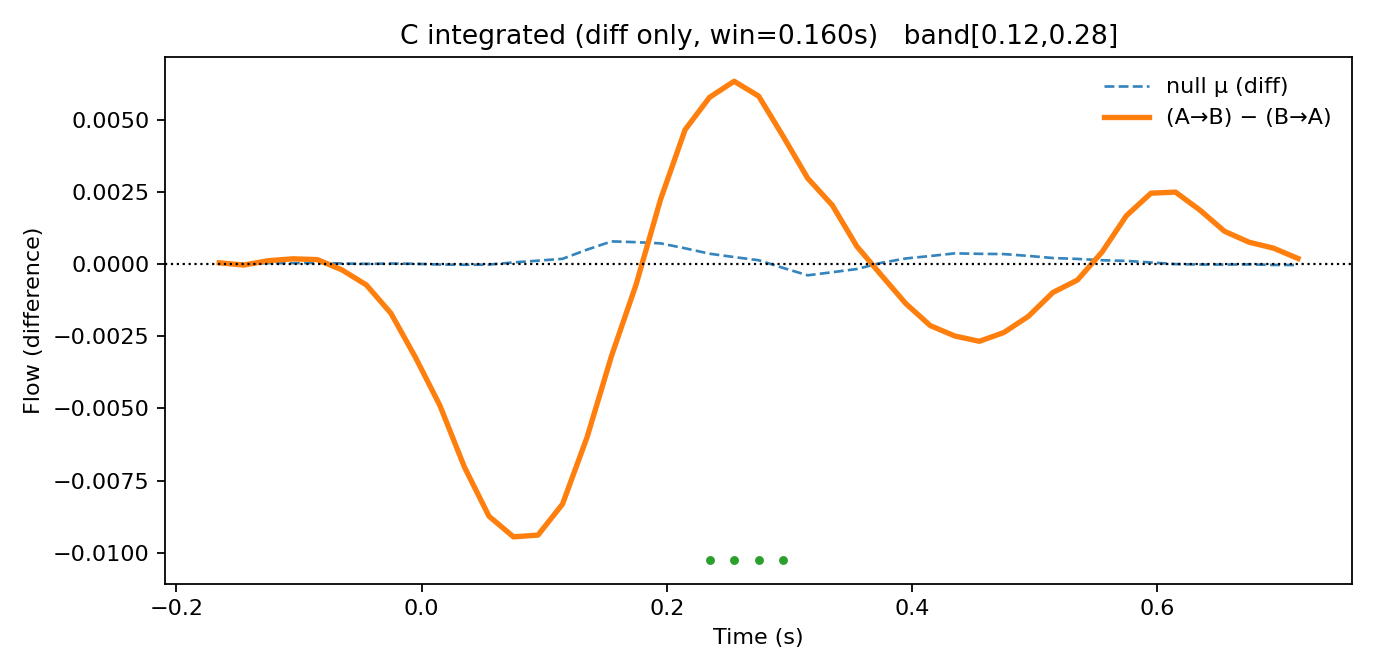 C integrated (diff only, win=0.160s)   band[0.12,0.28]
null μ (diff)
(A→B) − (B→A)
Flow (difference)
0.0050
0.0025
0.0000
−0.0025
−0.0050
−0.0075
−0.0100
−0.2
0.0
0.2
0.4
0.6
Time (s)